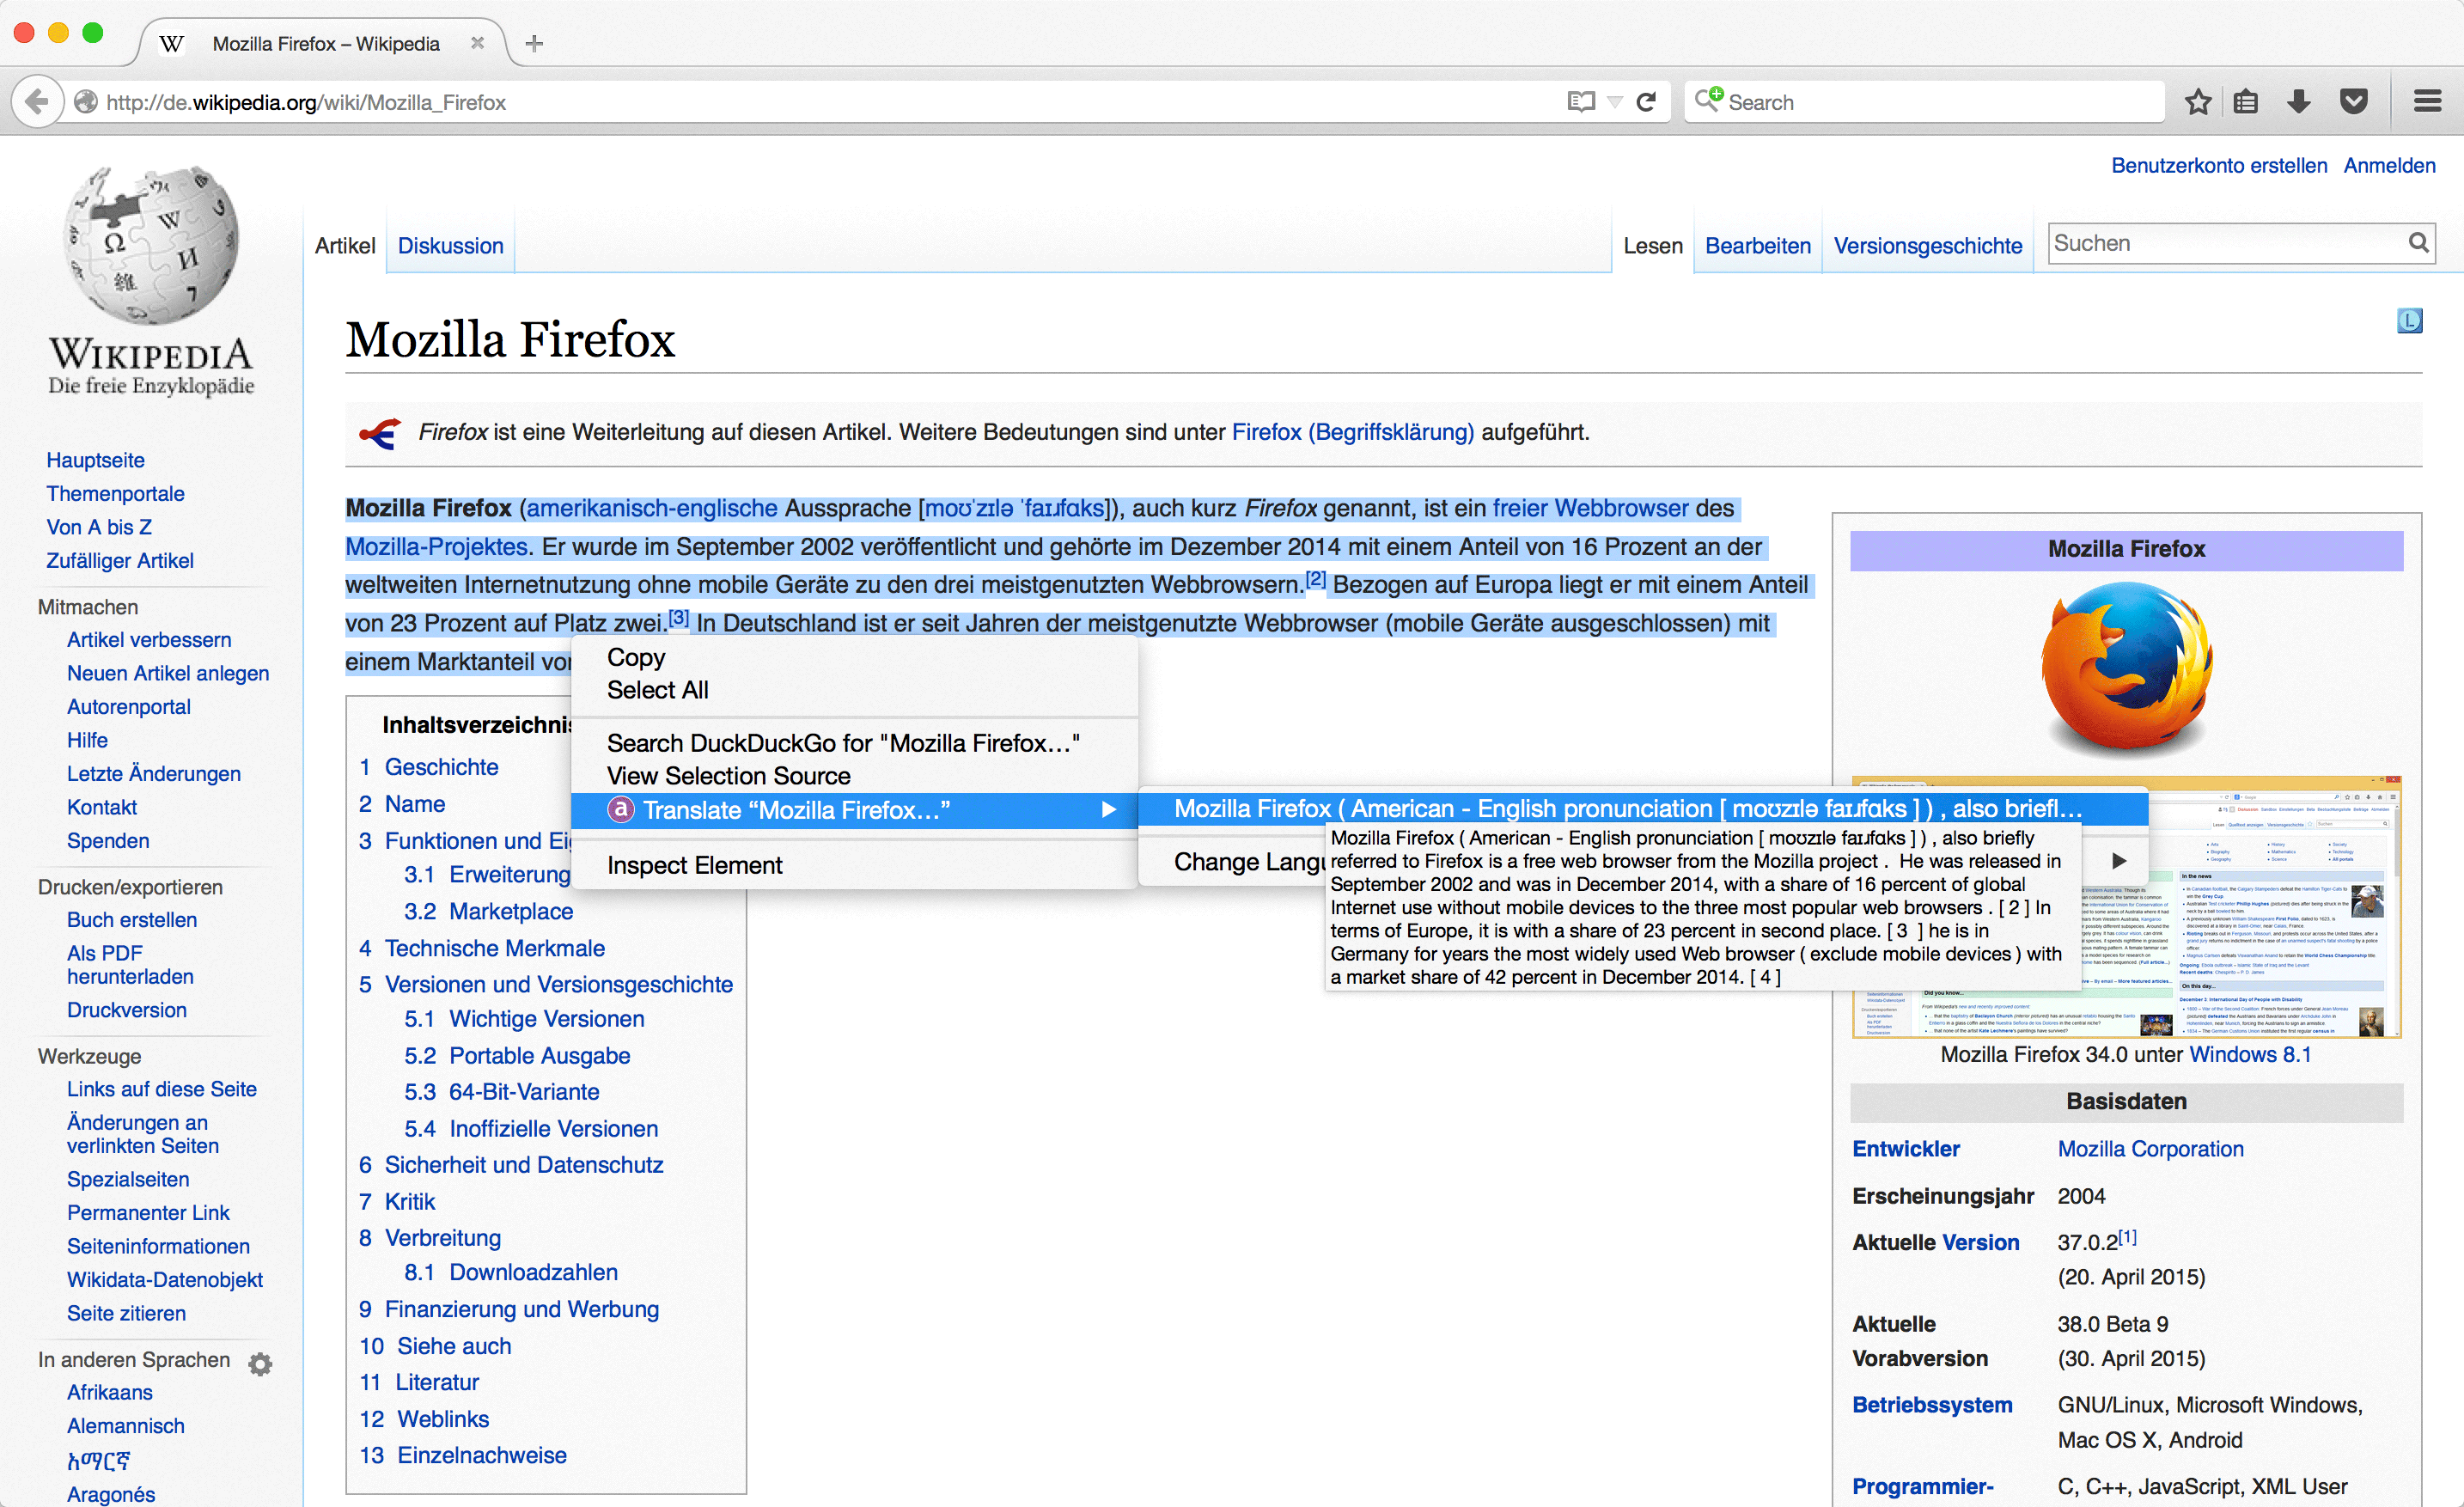 Mozilla Firefox – Wikipedia
http://de.wikipedia.org/wiki/Mozilla_Firefox
Search
Benutzerkonto erstellen Anmelden
Artikel Diskussion
Lesen Bearbeiten Versionsgeschichte
Suchen
WIKIPEDIA
Die freie Enzyklopädie
Hauptseite
Themenportale
Von A bis Z
Zufälliger Artikel
Mitmachen
Artikel verbessern
Neuen Artikel anlegen
Autorenportal
Hilfe
Letzte Änderungen
Kontakt
Spenden
Drucken/exportieren
Buch erstellen
Als PDF
herunterladen
Druckversion
Werkzeuge
Links auf diese Seite
Änderungen an
verlinkten Seiten
Spezialseiten
Permanenter Link
Seiteninformationen
Wikidata-Datenobjekt
Seite zitieren
In anderen Sprachen
Afrikaans
Alemannisch
አማርኛ
Aragonés
Mozilla Firefox
Firefox ist eine Weiterleitung auf diesen Artikel. Weitere Bedeutungen sind unter Firefox (Begriffsklärung) aufgeführt.
Mozilla Firefox (amerikanisch-englische Aussprache [moʊˈzɪlə ˈfaɪɹfɑks]), auch kurz Firefox genannt, ist ein freier Webbrowser des
Mozilla-Projektes. Er wurde im September 2002 veröffentlicht und gehörte im Dezember 2014 mit einem Anteil von 16 Prozent an der
weltweiten Internetnutzung ohne mobile Geräte zu den drei meistgenutzten Webbrowsern.[2] Bezogen auf Europa liegt er mit einem Anteil
von 23 Prozent auf Platz zwei.[3] In Deutschland ist er seit Jahren der meistgenutzte Webbrowser (mobile Geräte ausgeschlossen) mit
einem Marktanteil
Copy
Select All
Search DuckDuckGo for "Mozilla Firefox…"
View Selection Source
a Translate “Mozilla Firefox…”
Inspect Element
Mozilla Firefox ( American - English pronunciation [ moʊzɪlə faɪɹfɑks ] ) , also briefl…
Change
Mozilla Firefox ( American - English pronunciation [ moʊzɪlə faɪɹfɑks ] ) , also briefly
referred to Firefox is a free web browser from the Mozilla project . He was released in
September 2002 and was in December 2014, with a share of 16 percent of global
Internet use without mobile devices to the three most popular web browsers . [ 2 ] In
terms of Europe, it is with a share of 23 percent in second place. [ 3 ] he is in
Germany for years the most widely used Web browser ( exclude mobile devices ) with
a market share of 42 percent in December 2014. [ 4 ]
Inhaltsverzeichnis
1 Geschichte
2 Name
3 Funktionen und
3.1 Erweiterung
3.2 Marketplace
4 Technische Merkmale
5 Versionen und Versionsgeschichte
5.1 Wichtige Versionen
5.2 Portable Ausgabe
5.3 64-Bit-Variante
5.4 Inoffizielle Versionen
6 Sicherheit und Datenschutz
7 Kritik
8 Verbreitung
8.1 Downloadzahlen
9 Finanzierung und Werbung
10 Siehe auch
11 Literatur
12 Weblinks
13 Einzelnachweise
Mozilla Firefox
In the news
On this day...
Did you know...
Mozilla Firefox 34.0 unter Windows 8.1
Basisdaten
Entwickler Mozilla Corporation
Erscheinungsjahr 2004
Aktuelle Version 37.0.2[1]
(20. April 2015)
Aktuelle 38.0 Beta 9
Vorabversion (30. April 2015)
Betriebssystem GNU/Linux, Microsoft Windows,
Mac OS X, Android
Programmier- C, C++, JavaScript, XML User